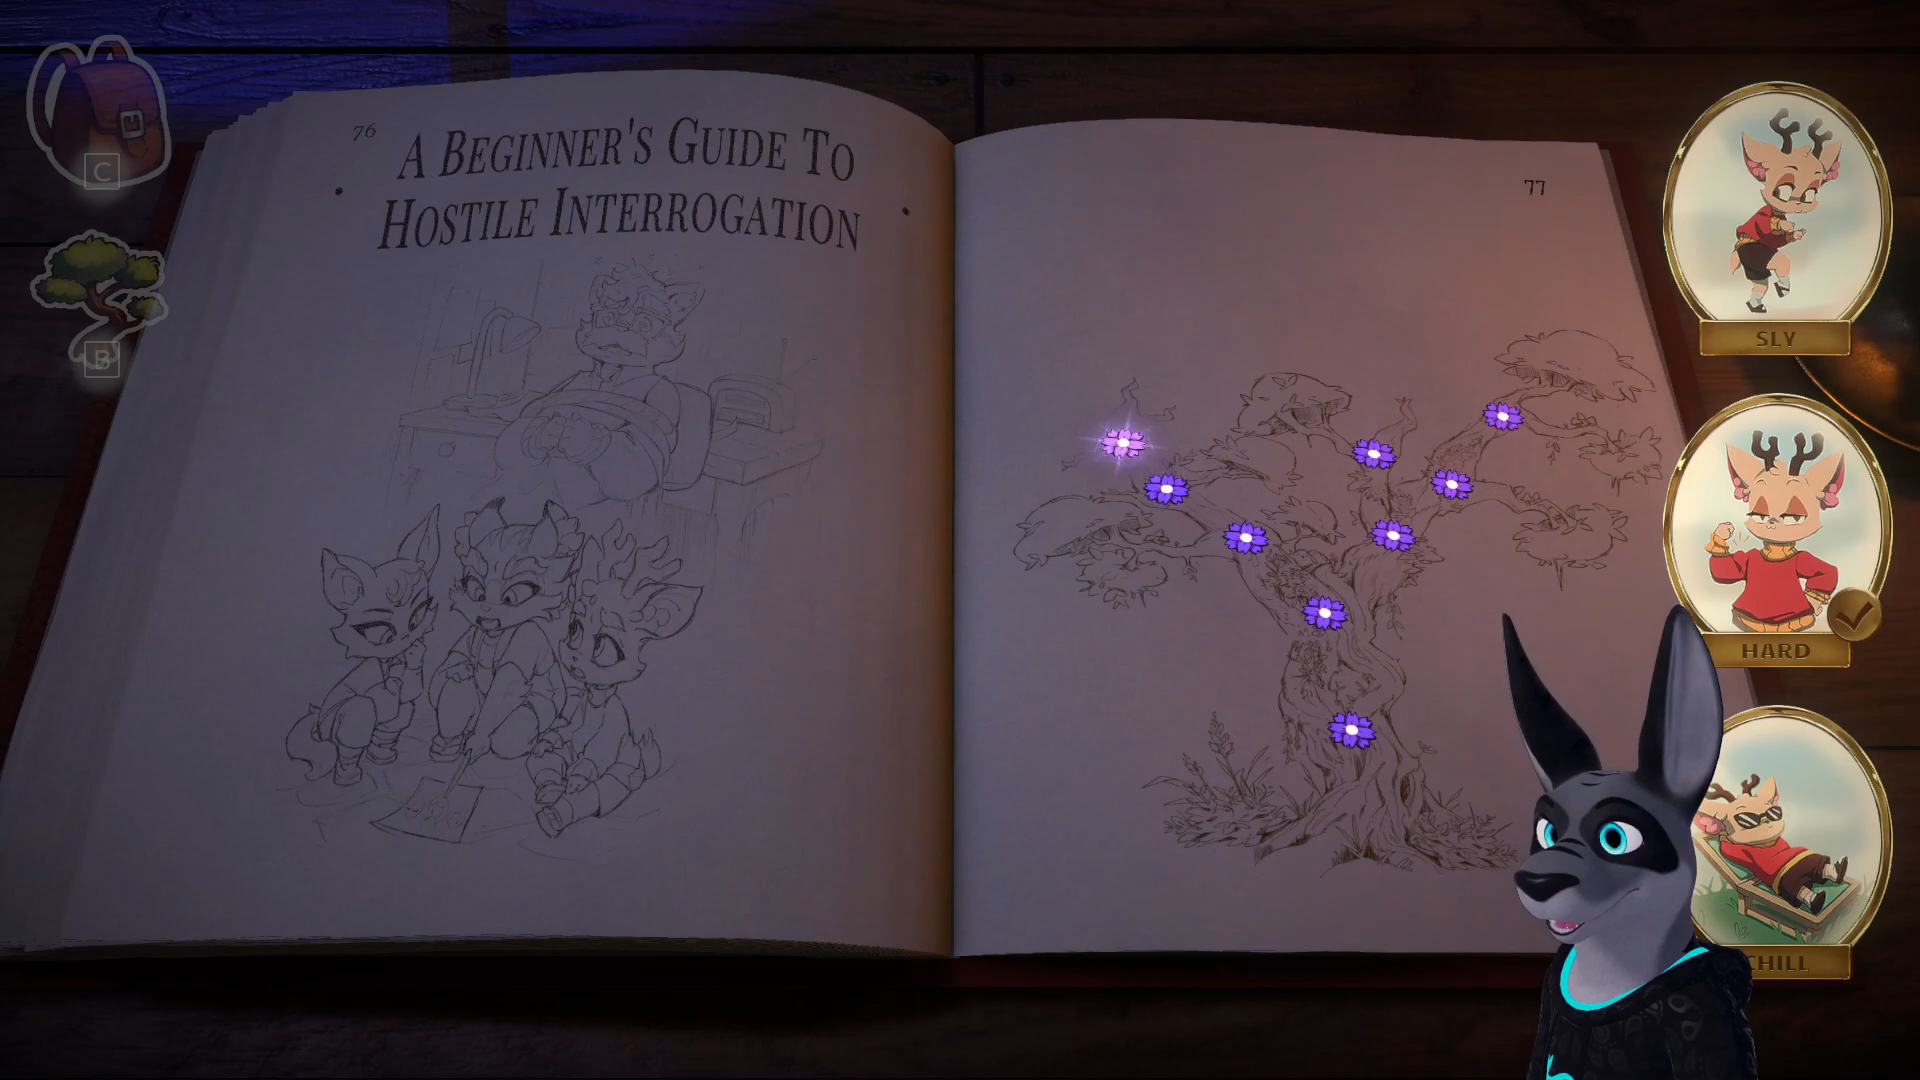 76
A BEGINNER'S GUIDE TO
HOSTILE INTERROGATION
77
C
B
SLY
HARD
CHILL